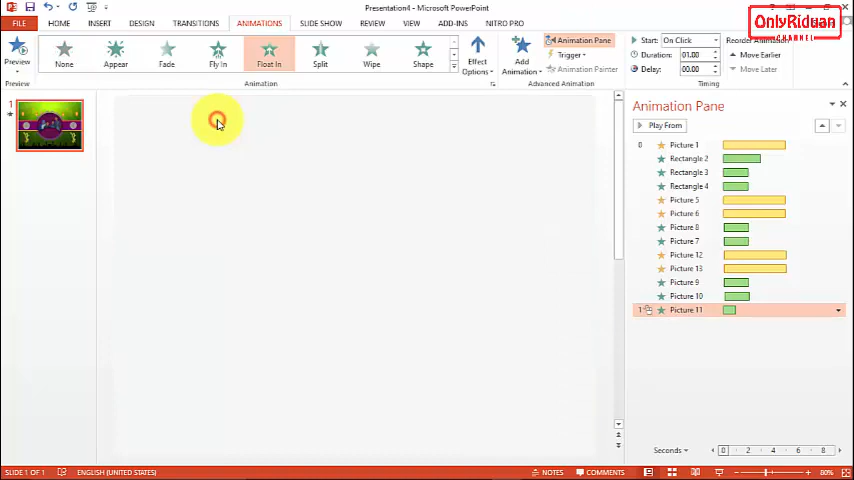 Presentation4 - Microsoft PowerPoint
FILE HOME INSERT DESIGN TRANSITIONS ANIMATIONS SLIDE SHOW REVIEW VIEW ADD-INS NITRO PRO
OnlyRiduan
CHANNEL
Preview
None Appear Fade Fly In Float In Split Wipe Shape
Effect Options
Add Animation
Animation Pane
Trigger
Animation Painter
Start: On Click
Duration: 01.00
Delay: 00.00
Reorder Animation
Move Earlier
Move Later
Preview Animation Advanced Animation Timing
1
Animation Pane
Play From
0 Picture 1
Rectangle 2
Rectangle 3
Rectangle 4
Picture 5
Picture 6
Picture 8
Picture 7
Picture 12
Picture 13
Picture 9
Picture 10
1 Picture 11
Seconds 0 2 4 6 8
SLIDE 1 OF 1 ENGLISH (UNITED STATES) NOTES COMMENTS 80%